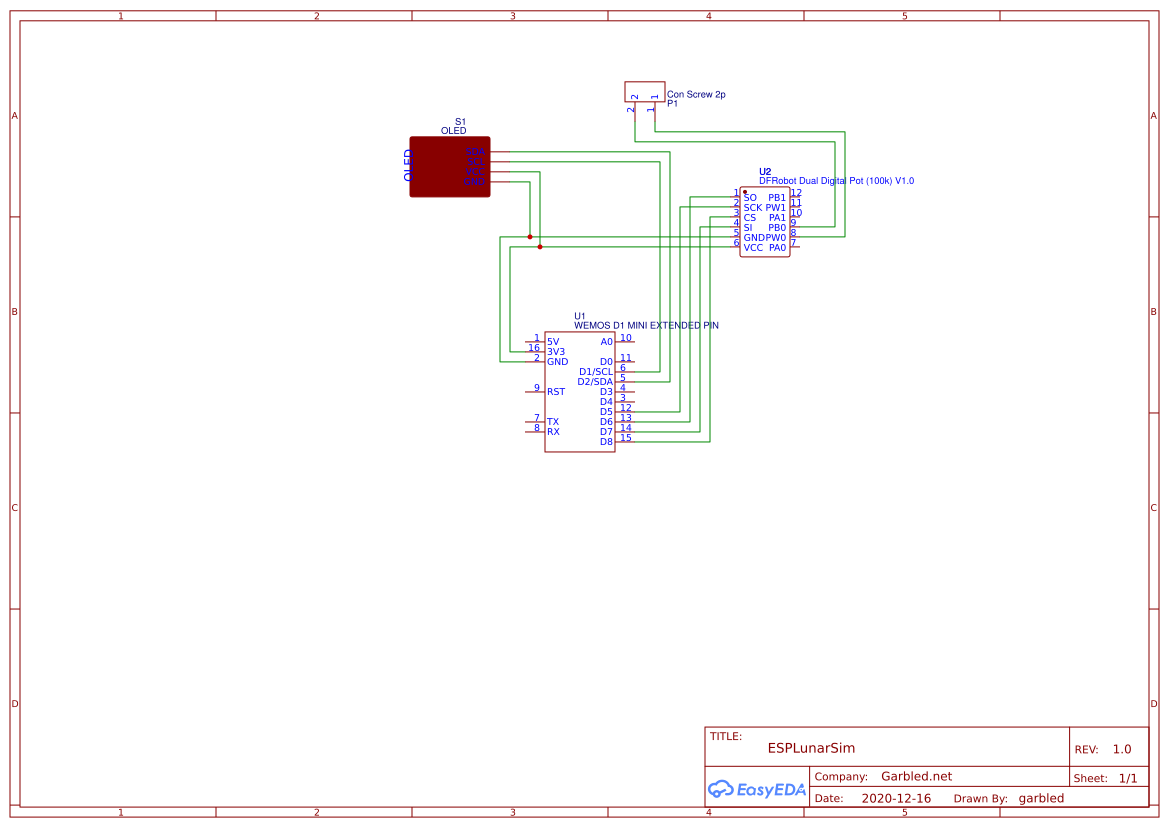 1 2 3 4 5
A A
Con Screw 2p
P1
2 1
2 1
S1
OLED
OLED
SDA
SCL
U2
DFRobot Dual Digital Pot (100k) V1.0
1 SO PB1 12
2 SCK PW1 11
3 CS PA1 10
4 SI PB0 9
5 GND PW0 8
6 VCC PA0 7
B B
U1
WEMOS D1 MINI EXTENDED PIN
1 5V A0 10
16 3V3
2 GND D0 11
D1/SCL 6
D2/SDA 5
9 RST D3 4
D4 3
D5 12
7 TX D6 13
8 RX D7 14
D8 15
C C
D D
TITLE:
ESPLunarSim
REV: 1.0
EasyEDA
Company: Garbled.net
Sheet: 1/1
Date: 2020-12-16 Drawn By: garbled
1 2 3 4 5